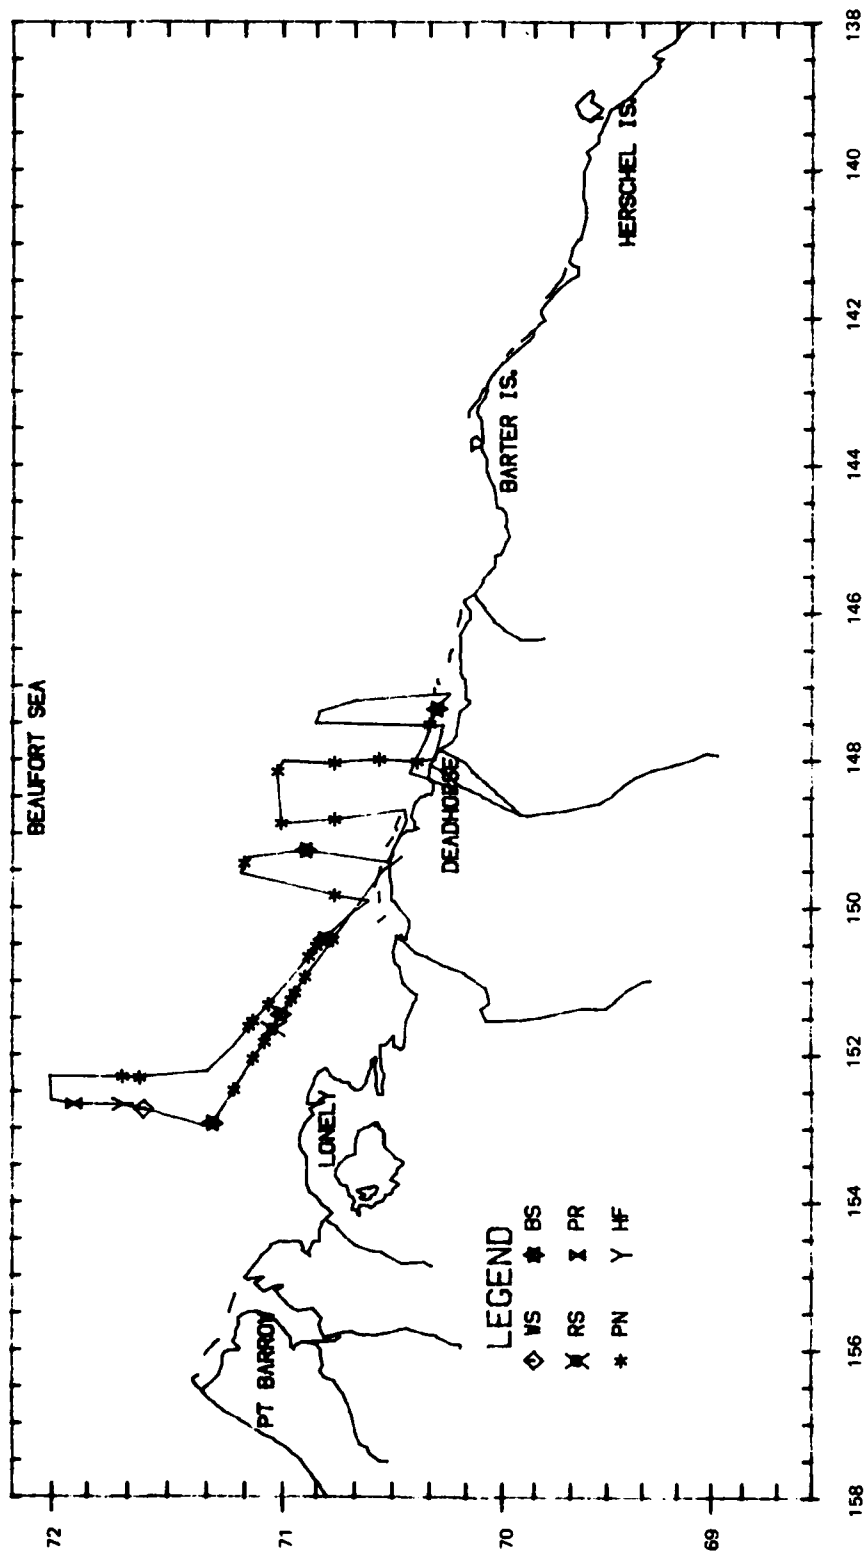 BEAUFORT SEA
72
71
70
69
158
156
154
152
150
148
146
144
142
140
138
PT BARROW
LONELY
DEADHORSE
BARTER IS.
HERSCHEL IS.
LEGEND
WS BS
RS PR
PN HF